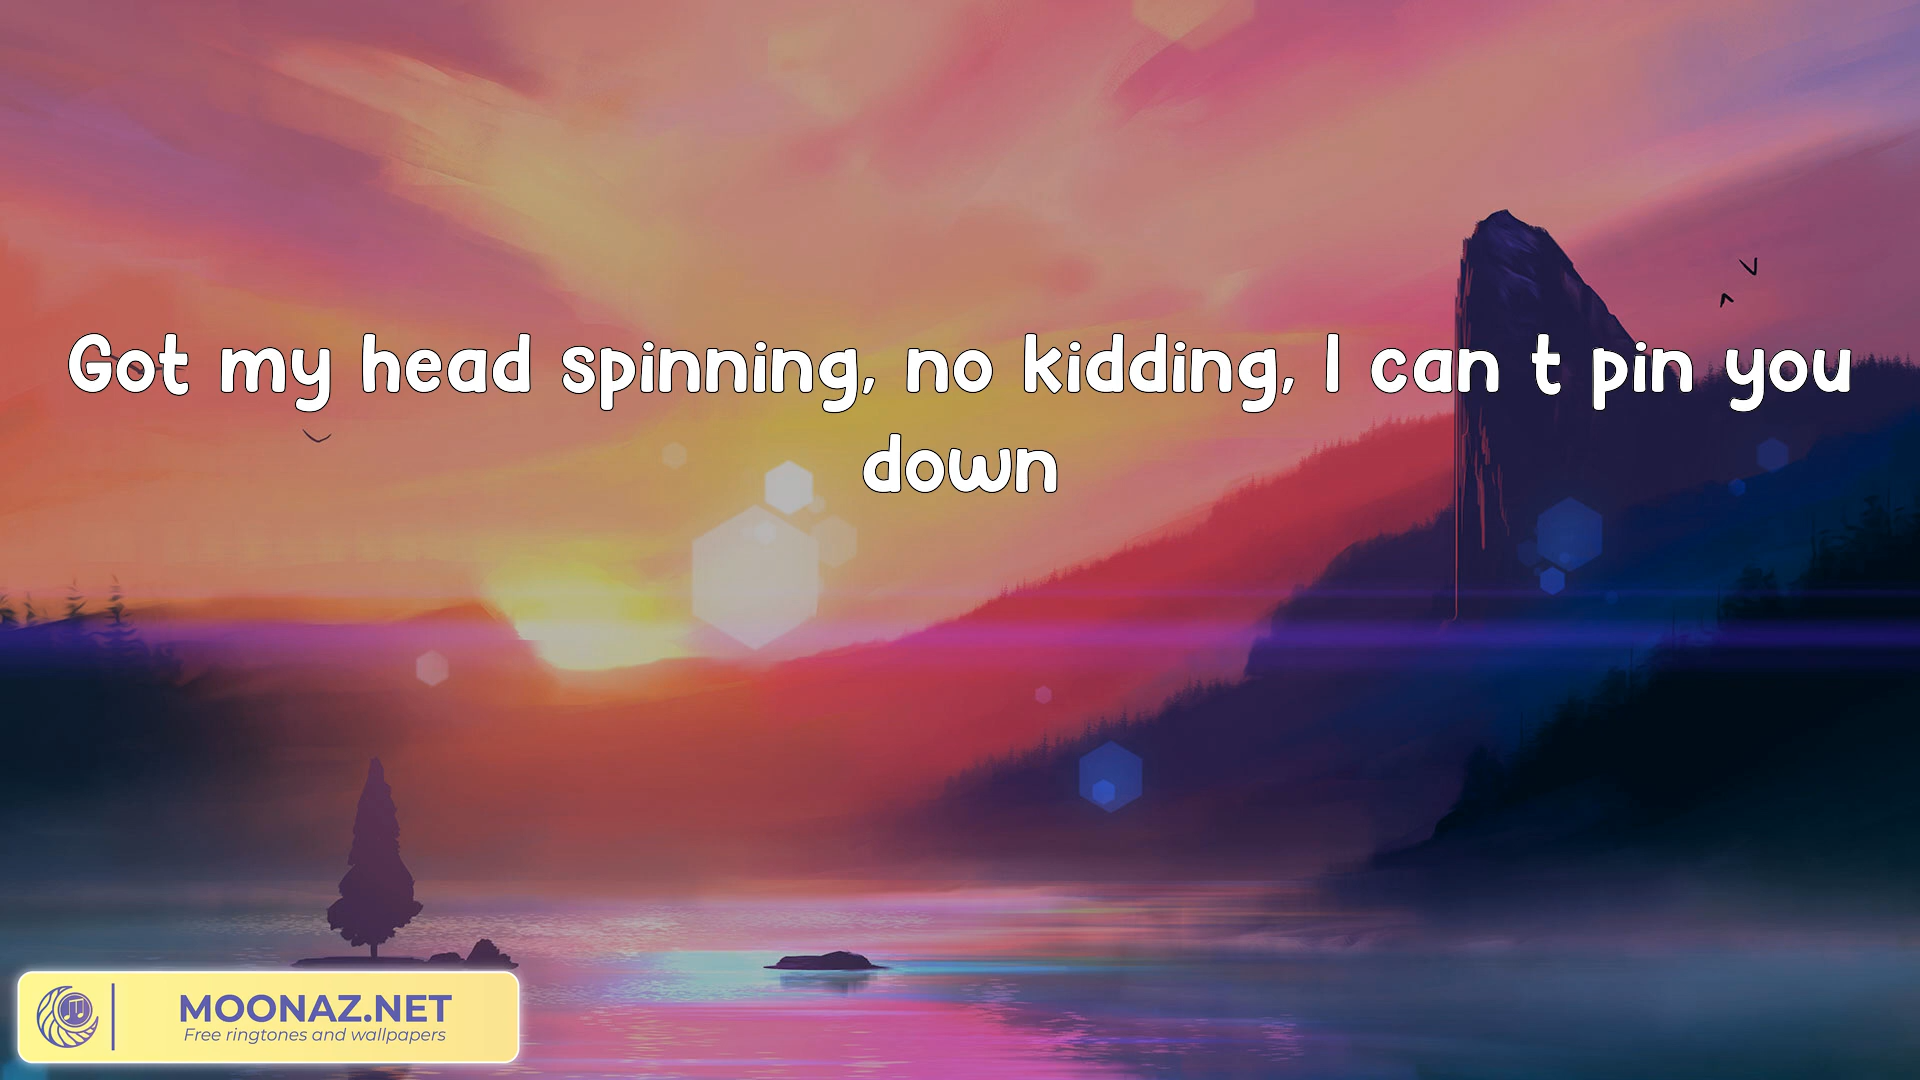 Got my head spinning, no kidding, I can t pin you
down
MOONAZ.NET
Free ringtones and wallpapers